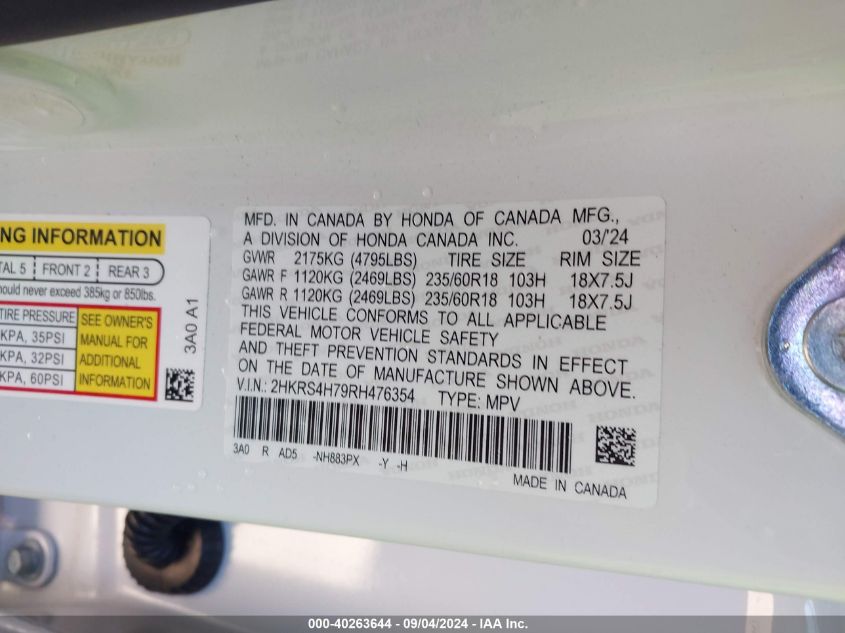 MFD. IN CANADA BY HONDA OF CANADA MFG.,
A DIVISION OF HONDA CANADA INC. 03/'24
GVWR 2175KG (4795LBS) TIRE SIZE RIM SIZE
GAWR F 1120KG (2469LBS) 235/60R18 103H 18X7.5J
GAWR R 1120KG (2469LBS) 235/60R18 103H 18X7.5J
THIS VEHICLE CONFORMS TO ALL APPLICABLE
FEDERAL MOTOR VEHICLE SAFETY
AND THEFT PREVENTION STANDARDS IN EFFECT
ON THE DATE OF MANUFACTURE SHOWN ABOVE.
V.I.N.: 2HKRS4H79RH476354 TYPE: MPV
3A0 R AD5 -NH883PX -Y -H
MADE IN CANADA
NG INFORMATION
TAL 5 FRONT 2 REAR 3
hould never exceed 385kg or 850lbs.
TIRE PRESSURE
KPA, 35PSI
KPA, 32PSI
KPA, 60PSI
SEE OWNER'S
MANUAL FOR
ADDITIONAL
INFORMATION
3A0 A1
000-40263644 - 09/04/2024 - IAA Inc.